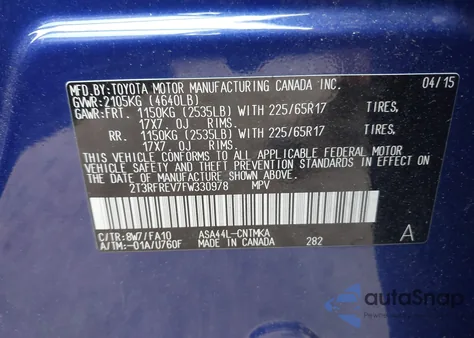 MFD.BY:TOYOTA MOTOR MANUFACTURING CANADA INC. 04/15
GVWR:2105KG (4640LB)
GAWR:FRT. 1150KG (2535LB) WITH 225/65R17 TIRES,
17X7.0J RIMS.
RR. 1150KG (2535LB) WITH 225/65R17 TIRES,
17X7.0J RIMS.
THIS VEHICLE CONFORMS TO ALL APPLICABLE FEDERAL MOTOR
VEHICLE SAFETY AND THEFT PREVENTION STANDARDS IN EFFECT
ON THE DATE OF MANUFACTURE SHOWN ABOVE.
2T3RFREV7FW330978 MPV
C/TR:8W7/FA10 ASA44L-CNTMKA
A/TM:-01A/U760F MADE IN CANADA 282 A
autoSnap